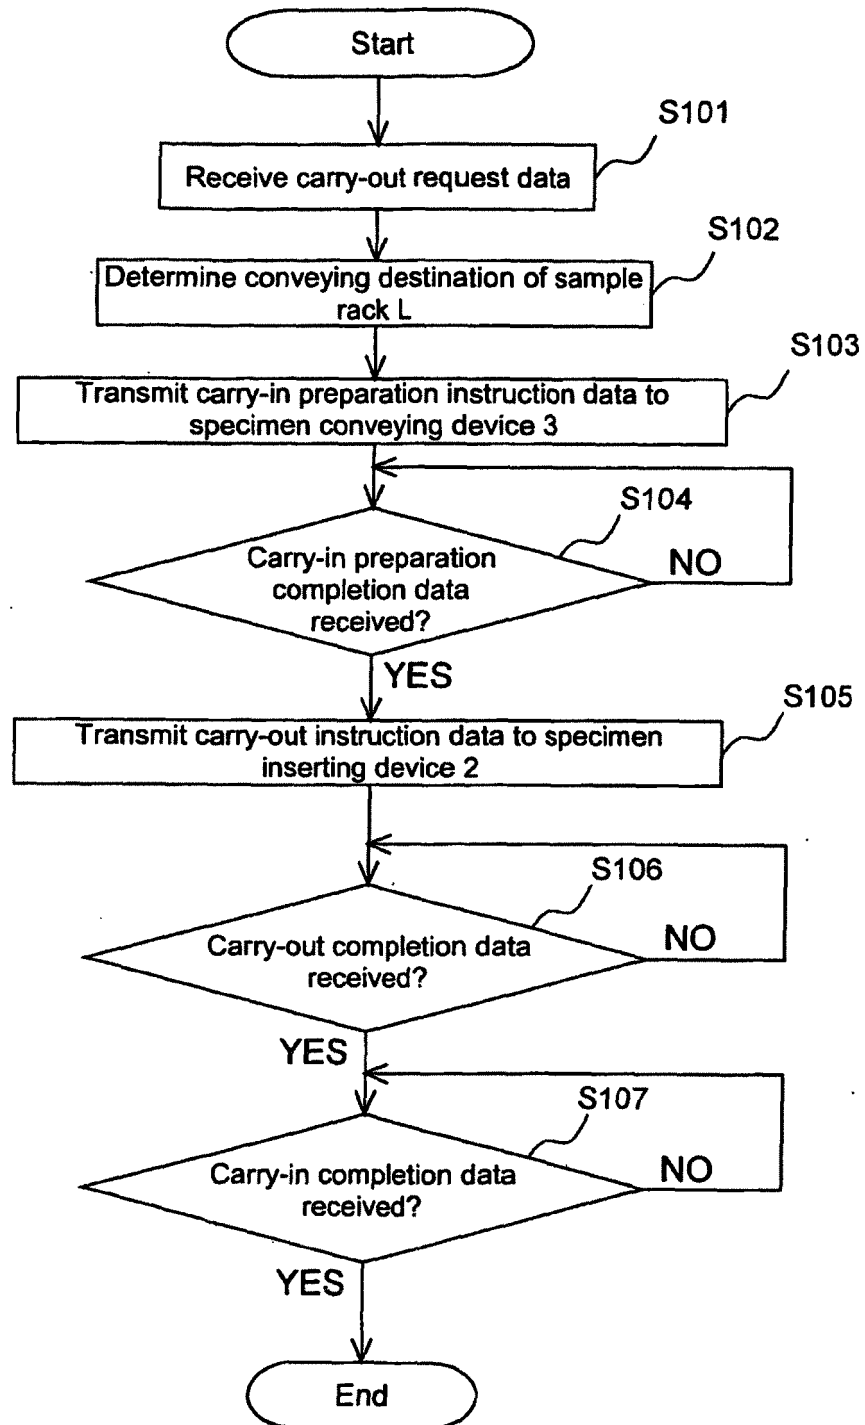 Start
S101
Receive carry-out request data
S102
Determine conveying destination of sample
rack L
S103
Transmit carry-in preparation instruction data to
specimen conveying device 3
S104
Carry-in preparation
completion data
received?
NO
YES
S105
Transmit carry-out instruction data to specimen
inserting device 2
S106
Carry-out completion data
received?
NO
YES
S107
Carry-in completion data
received?
NO
YES
End